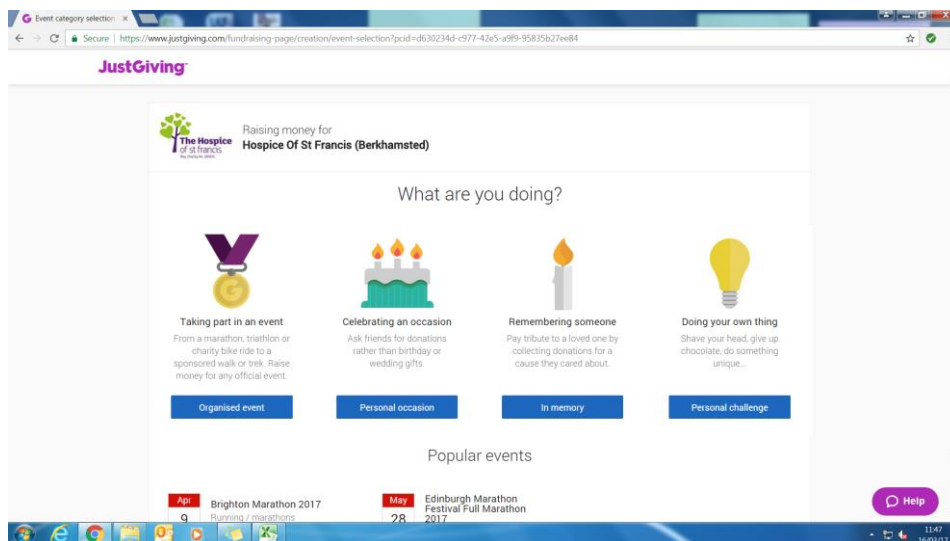 Event category selection
Secure | https://www.justgiving.com/fundraising-page/creation/event-selection?pcid=d630234d-c977-42e5-a9f9-95835b27ee84
JustGiving
The Hospice
of st francis
Raising money for
Hospice Of St Francis (Berkhamsted)
What are you doing?
Taking part in an event
From a marathon, triathlon or
charity bike ride to a
sponsored walk or trek. Raise
money for any official event.
Organised event
Celebrating an occasion
Ask friends for donations
rather than birthday or
wedding gifts.
Personal occasion
Remembering someone
Pay tribute to a loved one by
collecting donations for a
cause they cared about.
In memory
Doing your own thing
Shave your head, give up
chocolate, do something
unique...
Personal challenge
Popular events
Apr
9
Brighton Marathon 2017
Running / marathons
May
28
Edinburgh Marathon
Festival Full Marathon
2017
Help
11:47
16/03/17